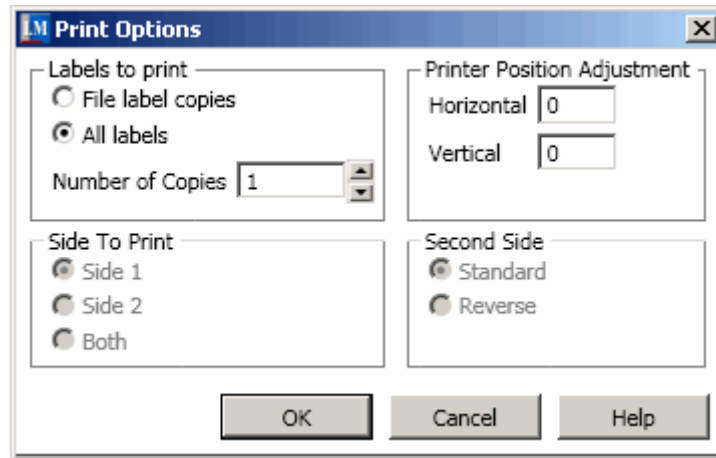 LM Print Options
Labels to print
File label copies
All labels
Number of Copies 1
Printer Position Adjustment
Horizontal 0
Vertical 0
Side To Print
Side 1
Side 2
Both
Second Side
Standard
Reverse
OK Cancel Help